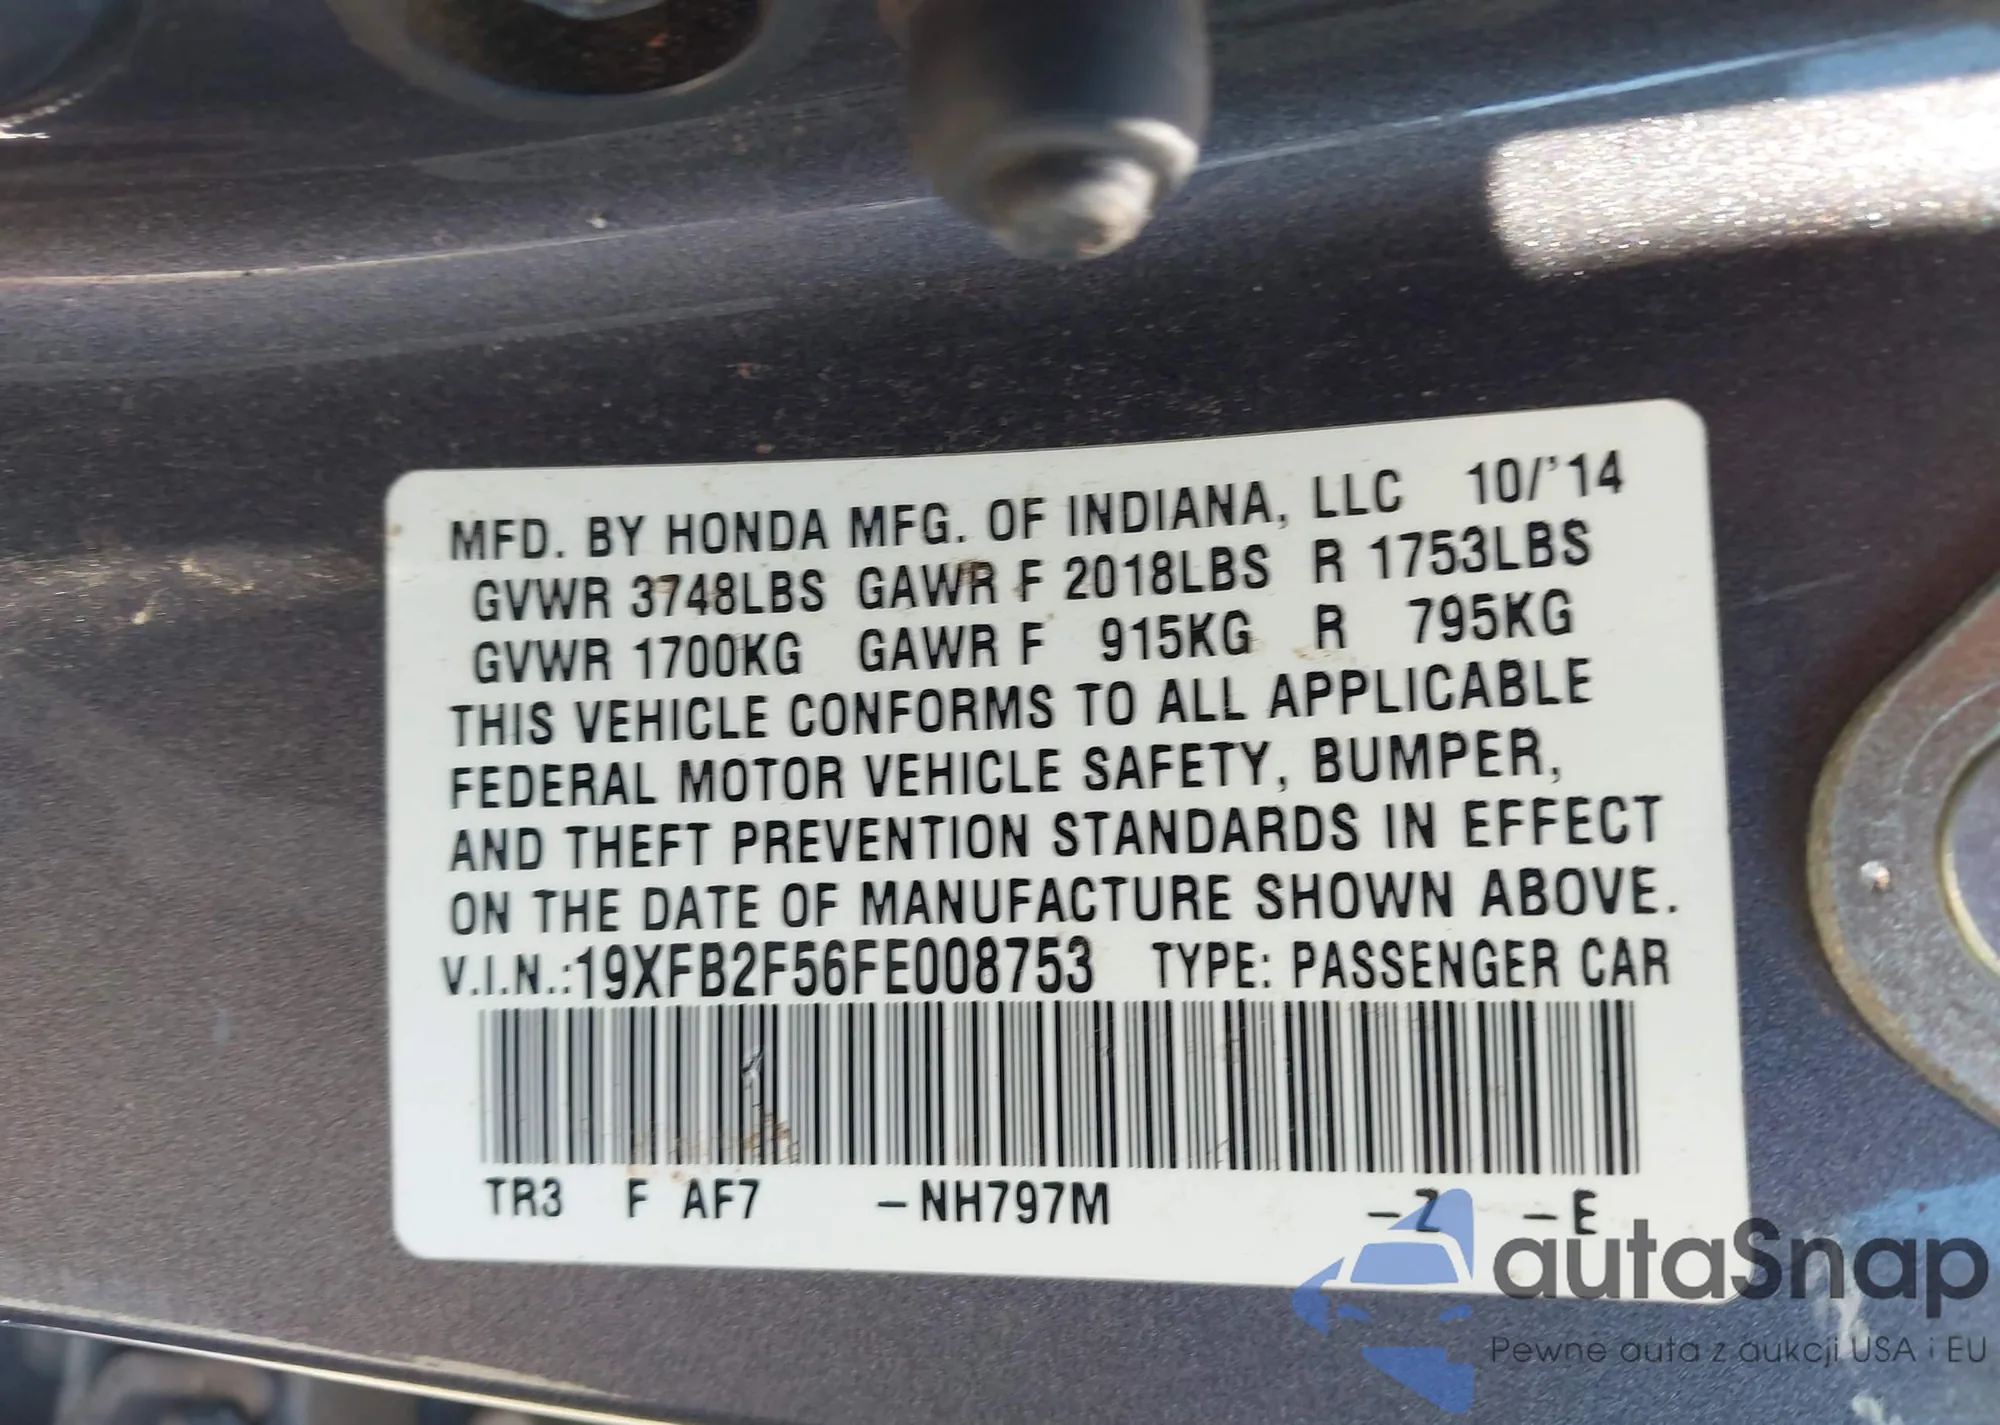 MFD. BY HONDA MFG. OF INDIANA, LLC 10/'14
GVWR 3748LBS GAWR F 2018LBS R 1753LBS
GVWR 1700KG GAWR F 915KG R 795KG
THIS VEHICLE CONFORMS TO ALL APPLICABLE
FEDERAL MOTOR VEHICLE SAFETY, BUMPER,
AND THEFT PREVENTION STANDARDS IN EFFECT
ON THE DATE OF MANUFACTURE SHOWN ABOVE.
V.I.N.:19XFB2F56FE008753 TYPE: PASSENGER CAR
TR3 F AF7 –NH797M –Z –E
autaSnap
Pewne auta z aukcji USA i EU